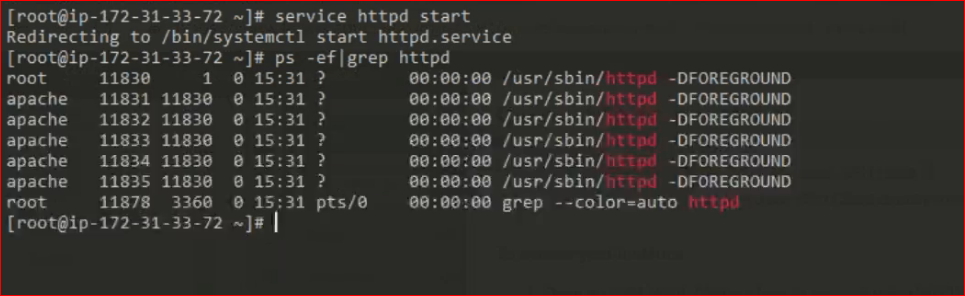 [root@ip-172-31-33-72 ~]# service httpd start
Redirecting to /bin/systemctl start httpd.service
[root@ip-172-31-33-72 ~]# ps -ef|grep httpd
root     11830     1  0 15:31 ?        00:00:00 /usr/sbin/httpd -DFOREGROUND
apache   11831 11830  0 15:31 ?        00:00:00 /usr/sbin/httpd -DFOREGROUND
apache   11832 11830  0 15:31 ?        00:00:00 /usr/sbin/httpd -DFOREGROUND
apache   11833 11830  0 15:31 ?        00:00:00 /usr/sbin/httpd -DFOREGROUND
apache   11834 11830  0 15:31 ?        00:00:00 /usr/sbin/httpd -DFOREGROUND
apache   11835 11830  0 15:31 ?        00:00:00 /usr/sbin/httpd -DFOREGROUND
root     11878  3360  0 15:31 pts/0    00:00:00 grep --color=auto httpd
[root@ip-172-31-33-72 ~]#